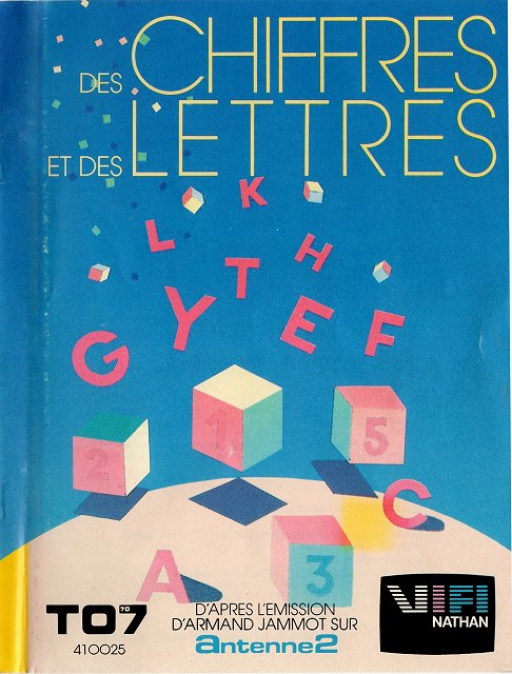 DES CHIFFRES
ET DES LETTRES
K
L H
T
G Y E F
1
2 5
C
A 3
TO7 70
410025
D'APRES L'EMISSION
D'ARMAND JAMMOT SUR
antenne2
VIFI
NATHAN